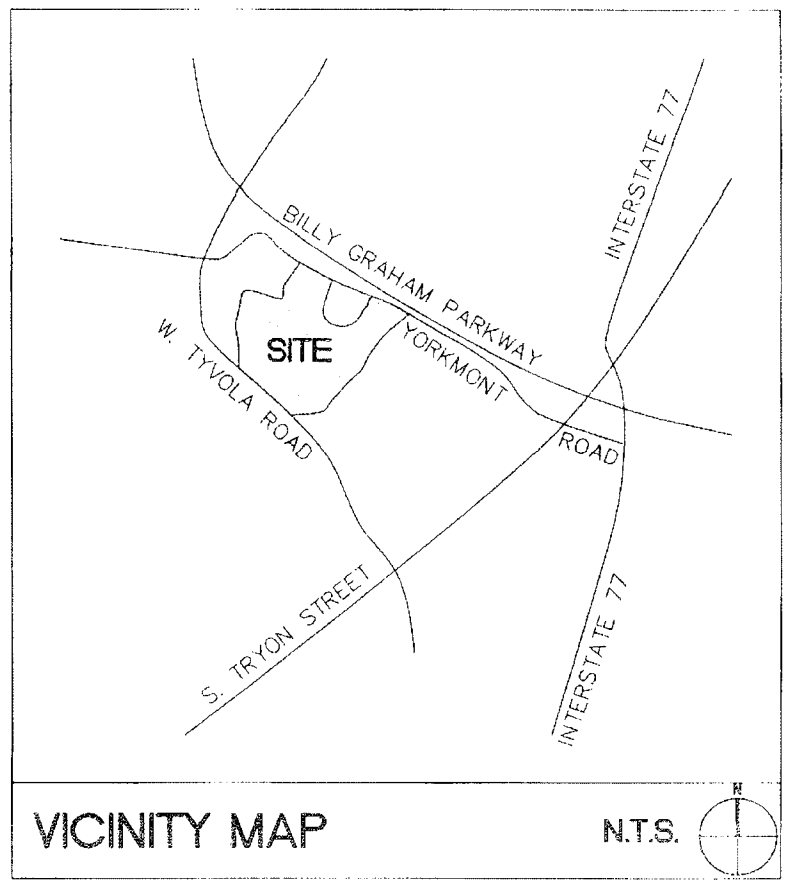 INTERSTATE 77
BILLY GRAHAM PARKWAY
SITE
YORKMONT
ROAD
W. TYVOLA ROAD
S. TRYON STREET
INTERSTATE 77
VICINITY MAP
N.T.S.
N